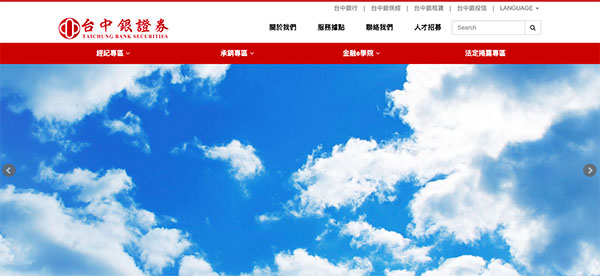 台中銀行 | 台中銀保經 | 台中銀租賃 | 台中銀投信 | LANGUAGE
台中銀證券
TAICHUNG BANK SECURITIES
關於我們 服務據點 聯絡我們 人才招募 Search
經紀專區 承銷專區 金融e學院 法定揭露專區